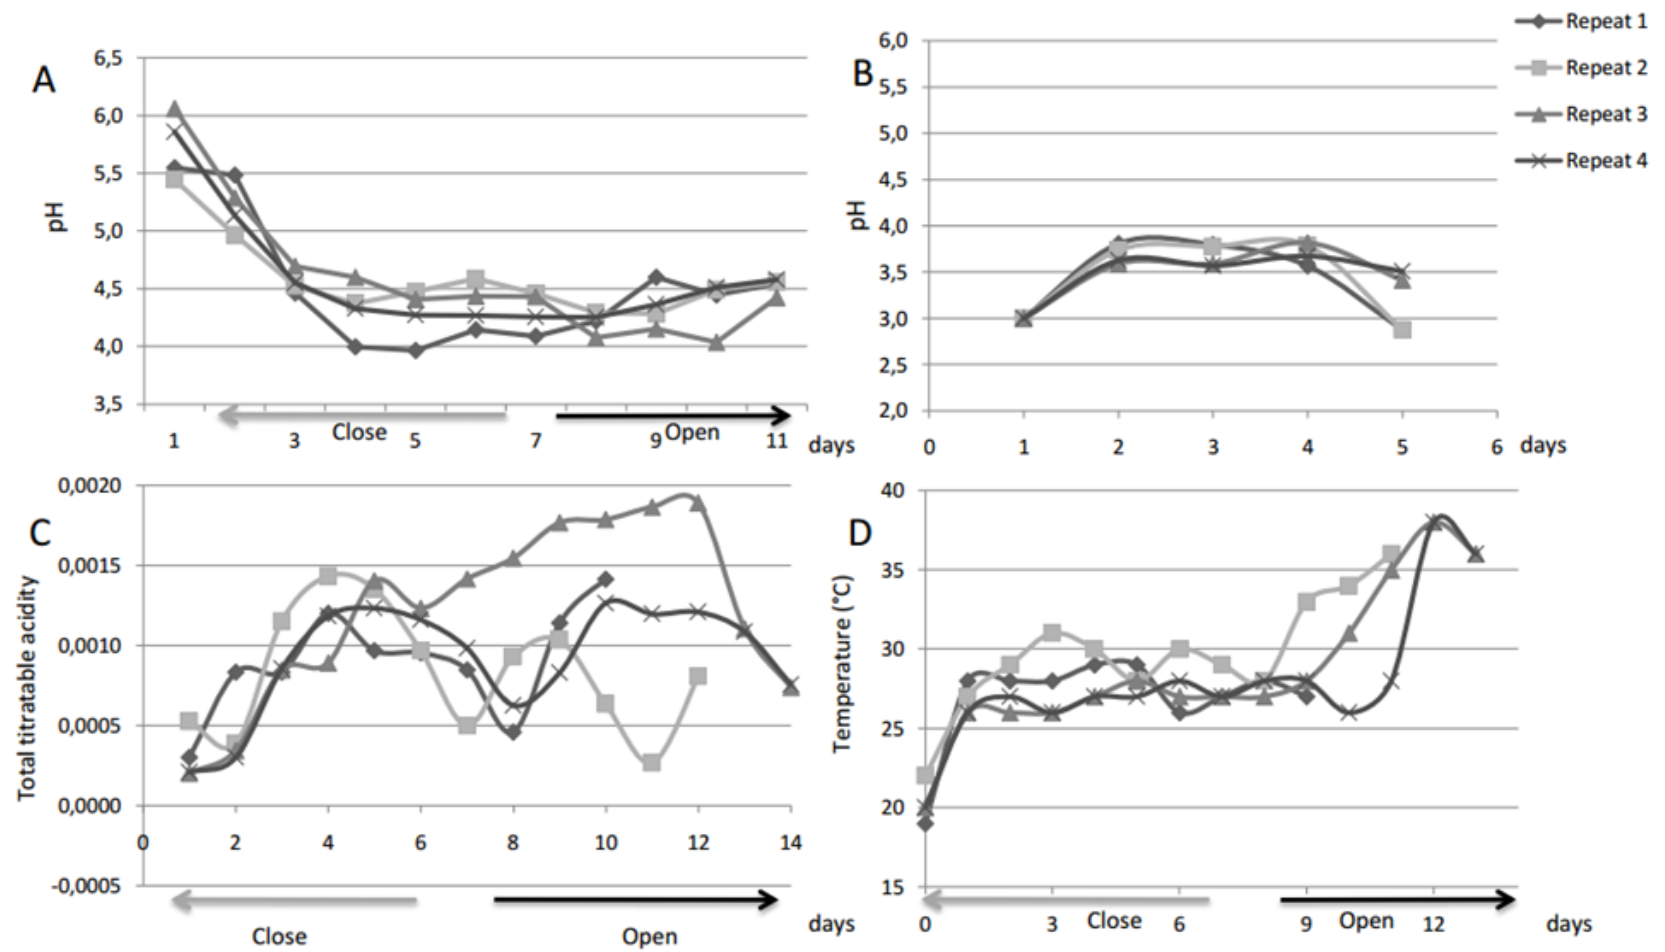 A
6,5
6,0
5,5
5,0
4,5
4,0
3,5
pH
1 3 5 7 9 11 days
Close Open
B
6,0
5,5
5,0
4,5
4,0
3,5
3,0
2,5
2,0
pH
0 1 2 3 4 5 6 days
Repeat 1
Repeat 2
Repeat 3
Repeat 4
C
0,0020
0,0015
0,0010
0,0005
0,0000
-0,0005
Total titratable acidity
0 2 4 6 8 10 12 14
Close Open days
D
40
35
30
25
20
15
Temperature (°C)
0 3 Close 6 9 Open 12 days